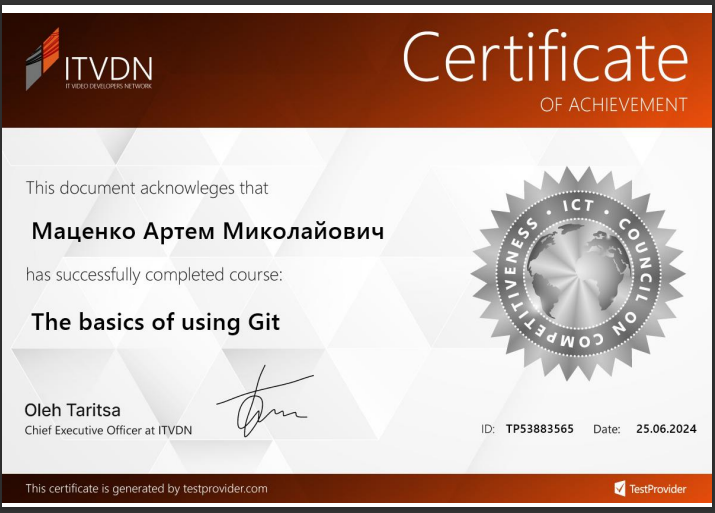 ITVDN
IT VIDEO DEVELOPERS NETWORK
Certificate
OF ACHIEVEMENT
This document acknowleges that
Маценко Артем Миколайович
has successfully completed course:
The basics of using Git
ICT • COUNCIL ON COMPETITIVENESS •
Oleh Taritsa
Chief Executive Officer at ITVDN
ID: TP53883565 Date: 25.06.2024
This certificate is generated by testprovider.com
TestProvider